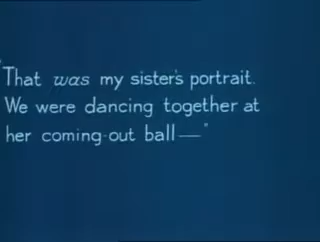 "That was my sister's portrait.
We were dancing together at
her coming-out ball—"